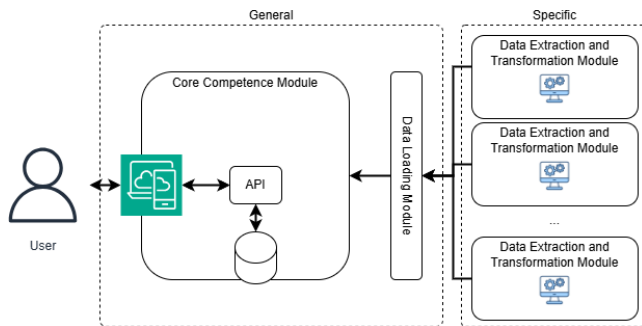 General
Specific
Core Competence Module
API
User
Data Loading Module
Data Extraction and
Transformation Module
Data Extraction and
Transformation Module
...
Data Extraction and
Transformation Module